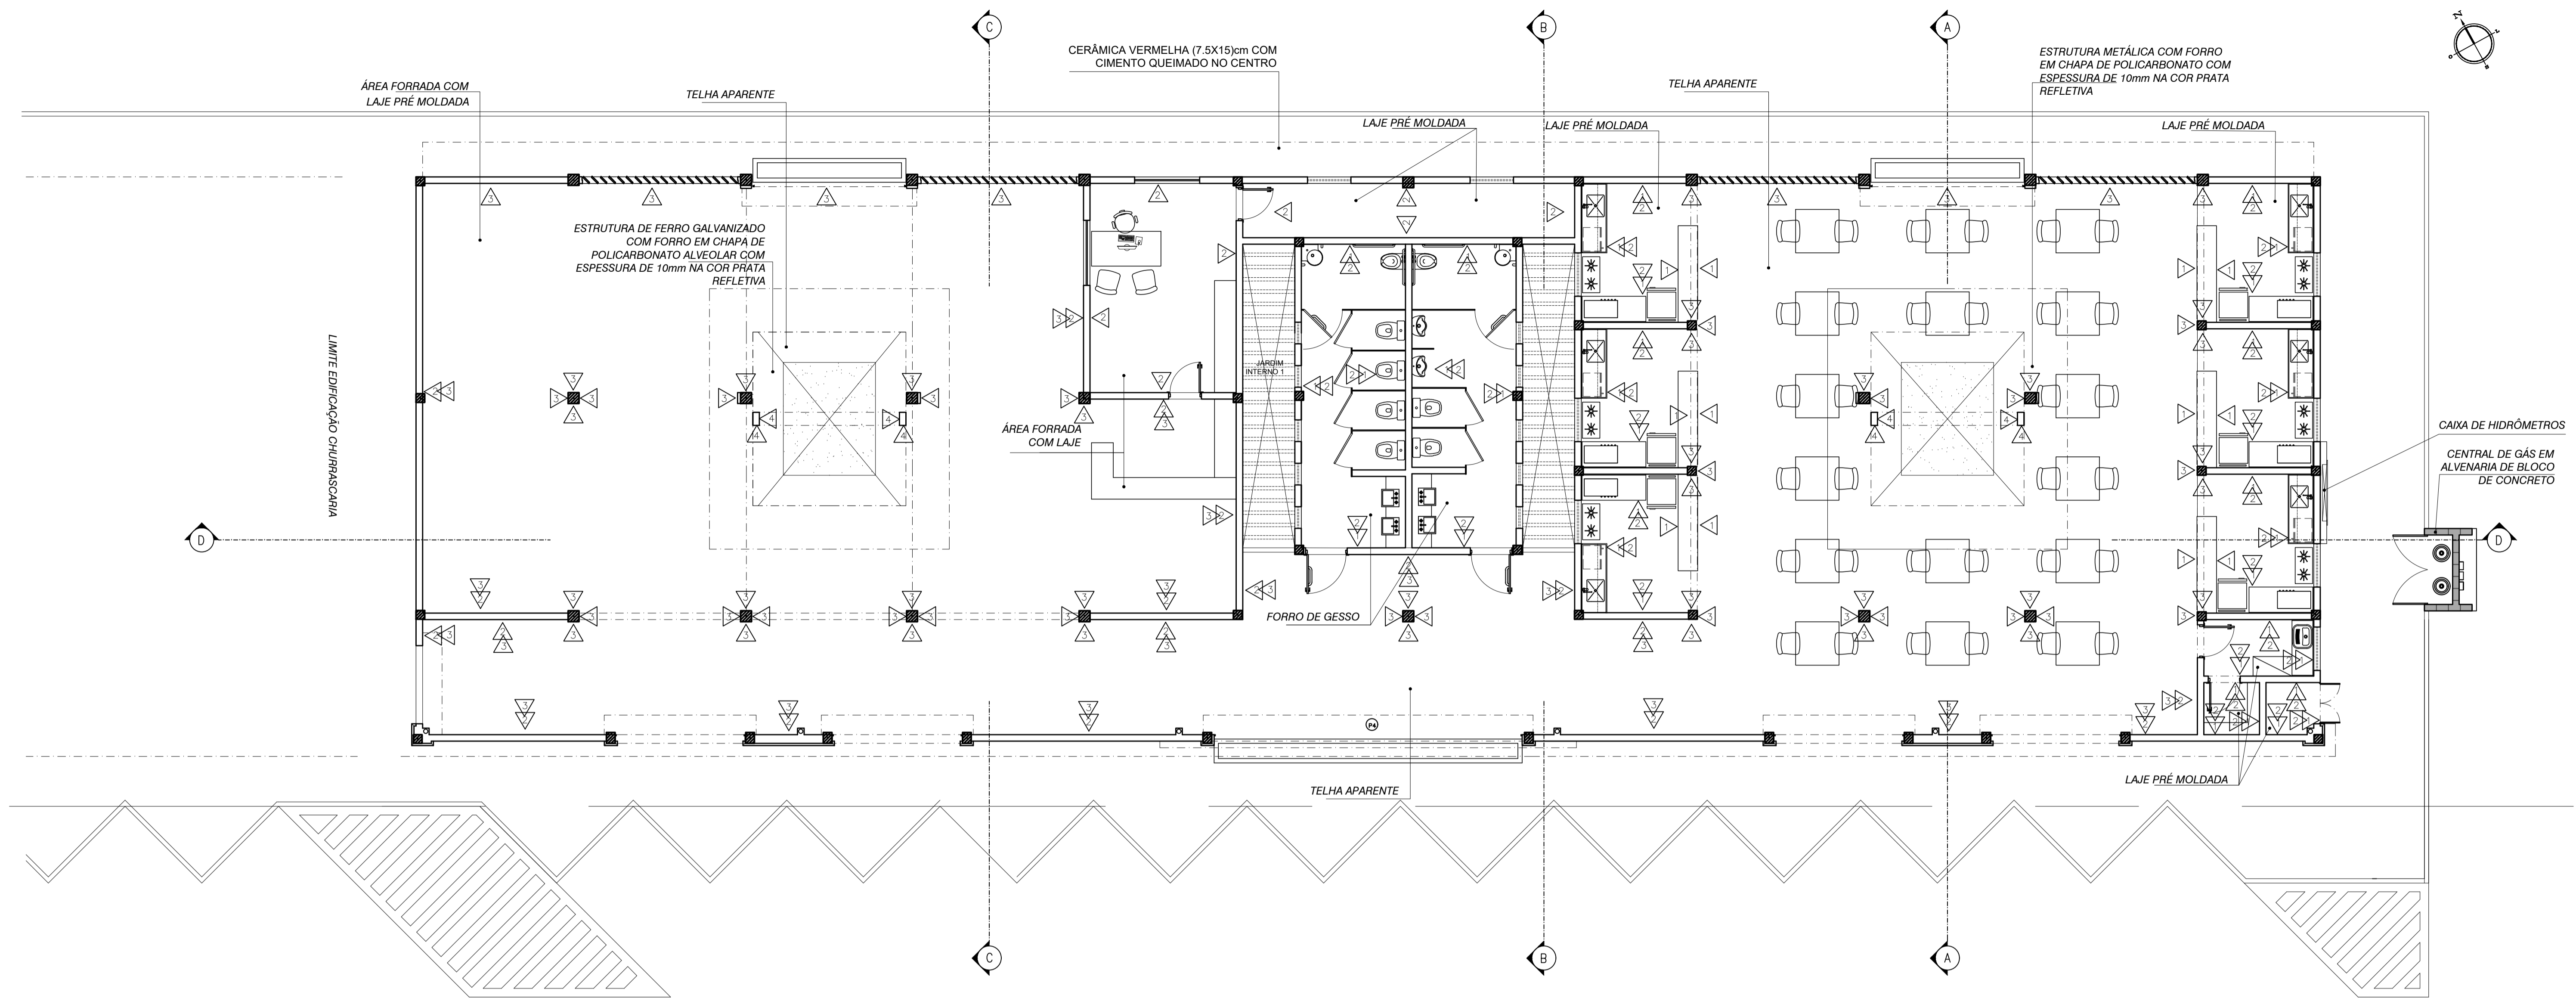 C
B
A
N
L
S
O
CERÂMICA VERMELHA (7.5X15)cm COM
CIMENTO QUEIMADO NO CENTRO
ESTRUTURA METÁLICA COM FORRO
EM CHAPA DE POLICARBONATO COM
ESPESSURA DE 10mm NA COR PRATA
REFLETIVA
ÁREA FORRADA COM
LAJE PRÉ MOLDADA
TELHA APARENTE
TELHA APARENTE
LAJE PRÉ MOLDADA
LAJE PRÉ MOLDADA
LAJE PRÉ MOLDADA
ESTRUTURA DE FERRO GALVANIZADO
COM FORRO EM CHAPA DE
POLICARBONATO ALVEOLAR COM
ESPESSURA DE 10mm NA COR PRATA
REFLETIVA
LIMITE EDIFICAÇÃO CHURRASCARIA
JARDIM
INTERNO 1
ÁREA FORRADA
COM LAJE
CAIXA DE HIDRÔMETROS
CENTRAL DE GÁS EM
ALVENARIA DE BLOCO
DE CONCRETO
D
D
FORRO DE GESSO
P4
LAJE PRÉ MOLDADA
TELHA APARENTE
C
B
A